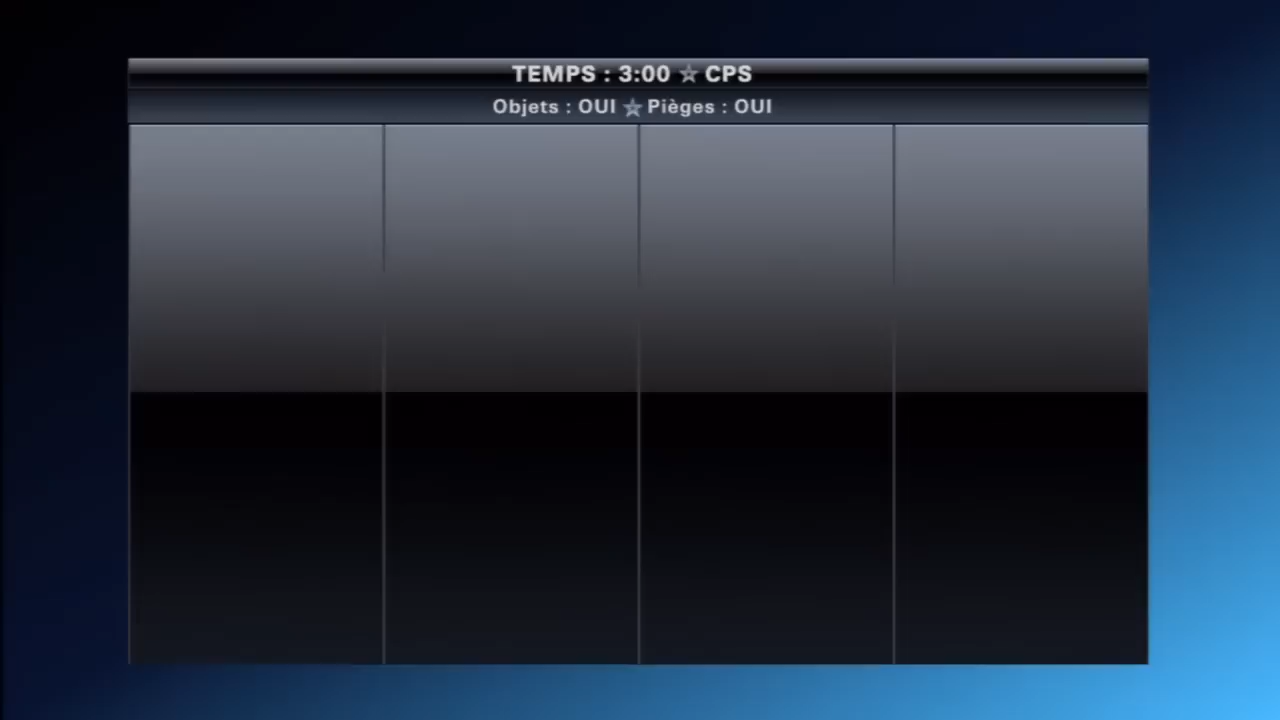 TEMPS : 3:00 ☆ CPS
Objets : OUI ☆ Pièges : OUI